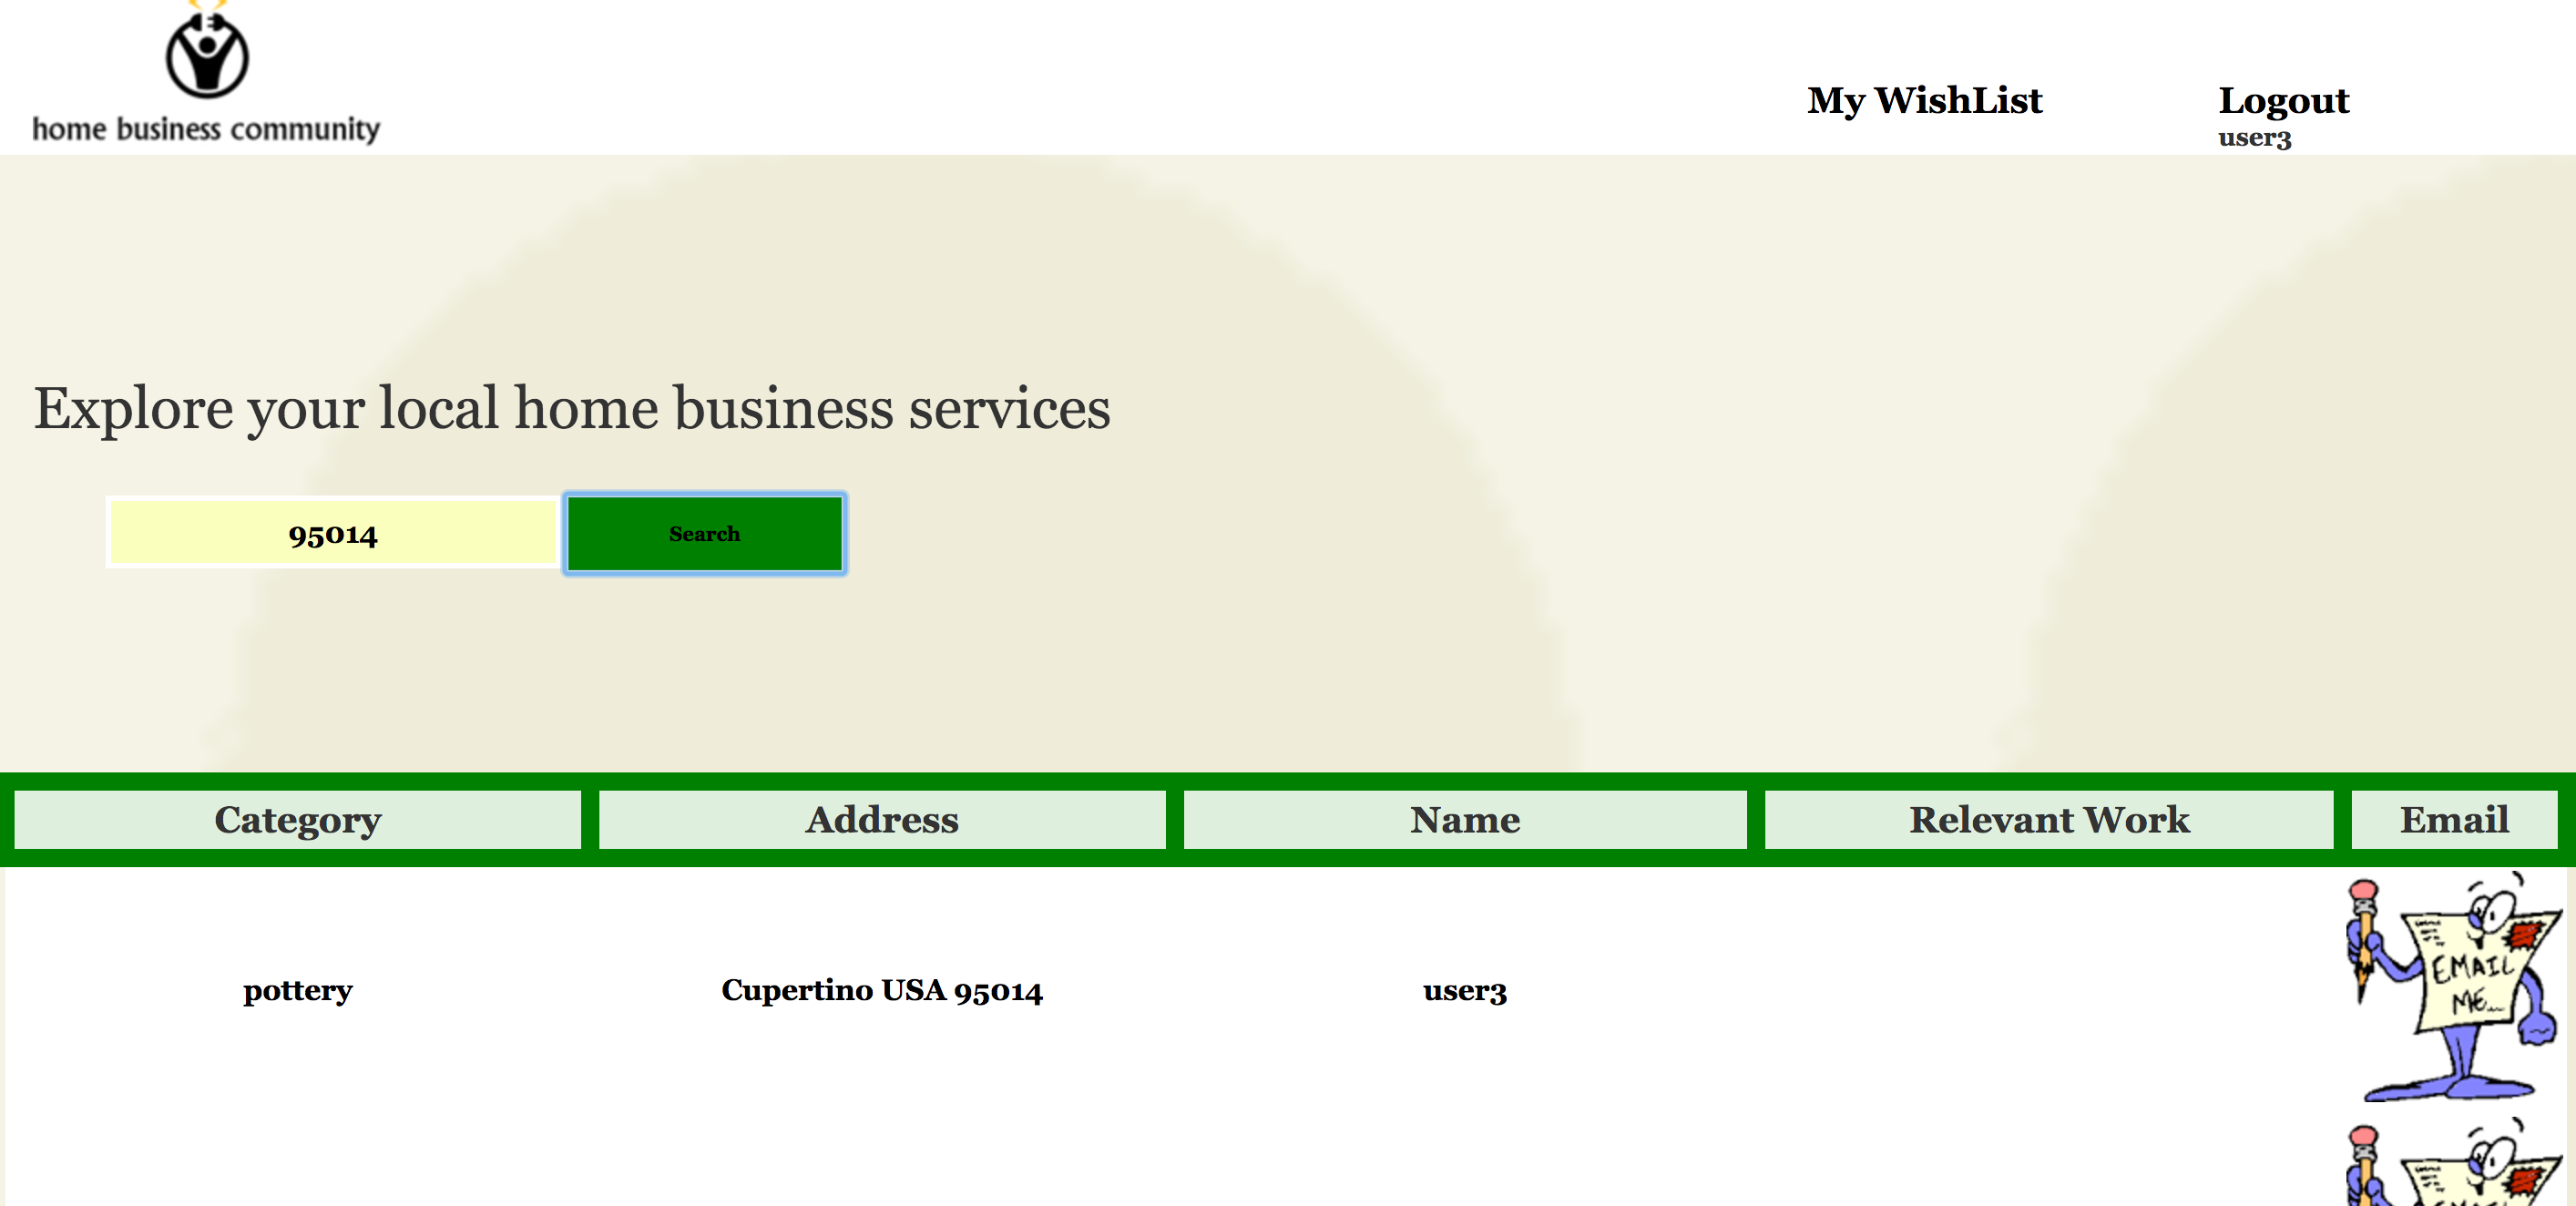 home business community
My WishList Logout
user3
Explore your local home business services
95014 Search
Category Address Name Relevant Work Email
pottery Cupertino USA 95014 user3
EMAIL
ME...